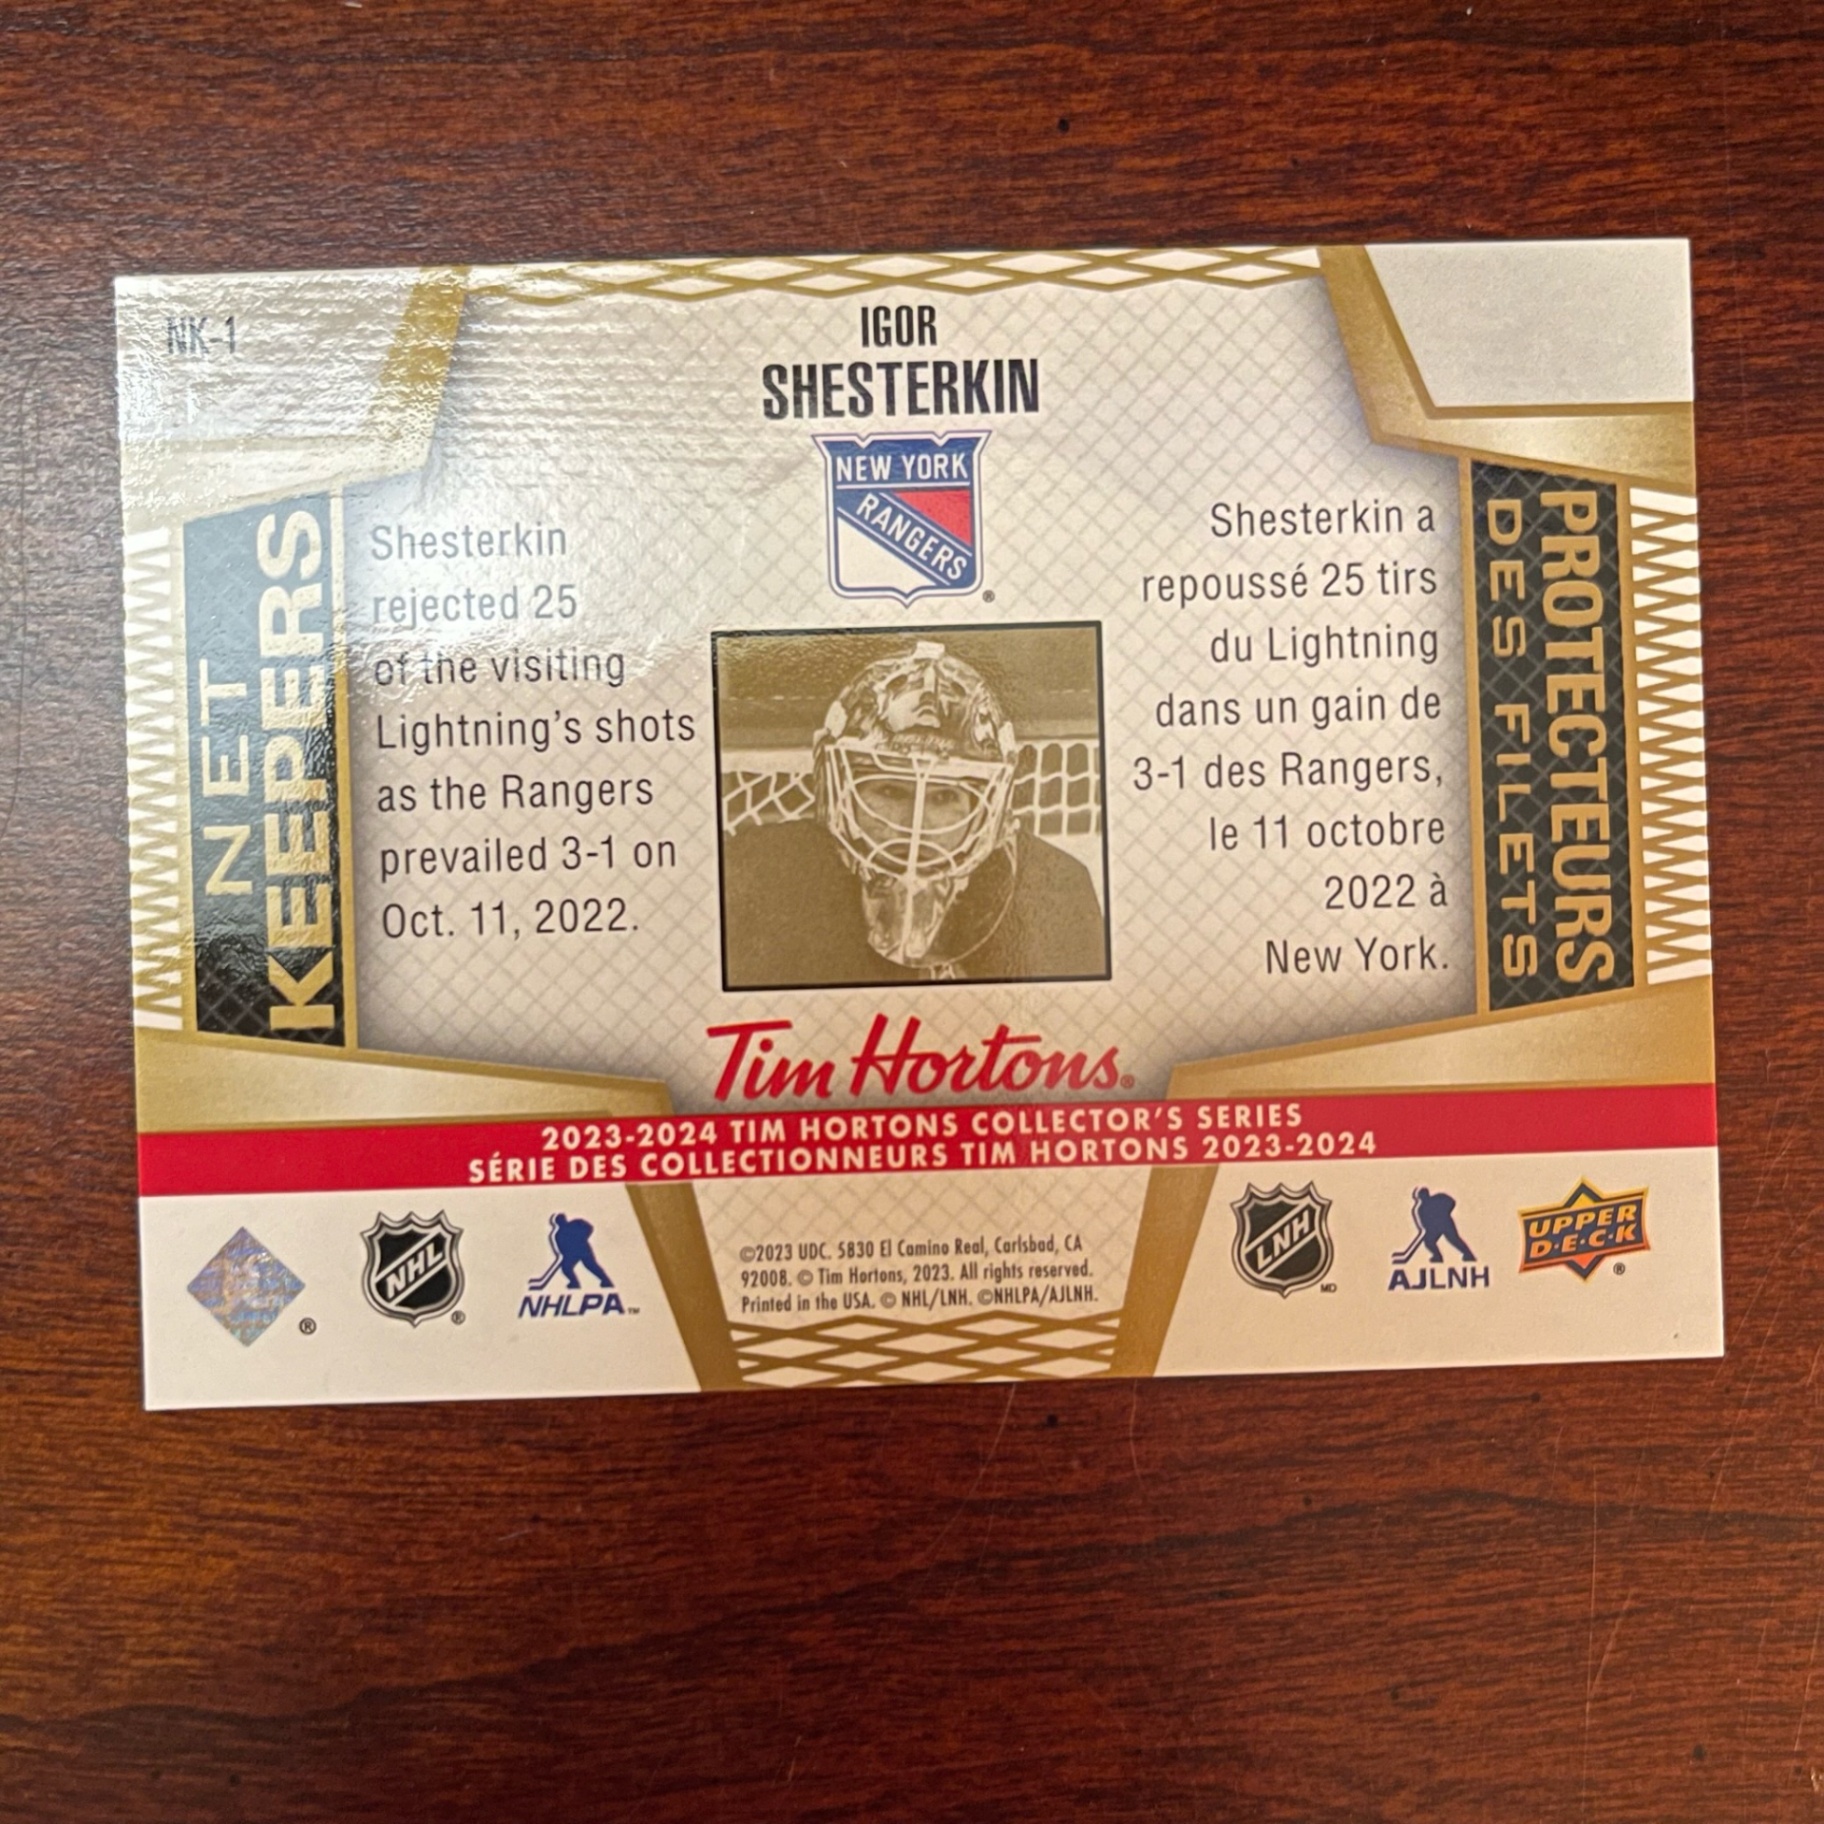 NK-1
IGOR
SHESTERKIN
NEW YORK
RANGERS
®
NET
KEEPERS
Shesterkin
rejected 25
of the visiting
Lightning's shots
as the Rangers
prevailed 3-1 on
Oct. 11, 2022.
Shesterkin a
repoussé 25 tirs
du Lightning
dans un gain de
3-1 des Rangers,
le 11 octobre
2022 à
New York.
PROTECTEURS
DES FILETS
Tim Hortons®
2023-2024 TIM HORTONS COLLECTOR'S SERIES
SÉRIE DES COLLECTIONNEURS TIM HORTONS 2023-2024
®
NHL
®
NHLPA™
©2023 UDC. 5830 El Camino Real, Carlsbad, CA
92008. © Tim Hortons, 2023. All rights reserved.
Printed in the USA. © NHL/LNH. ©NHLPA/AJLNH.
LNH
MD
AJLNH
UPPER
D·E·C·K
®